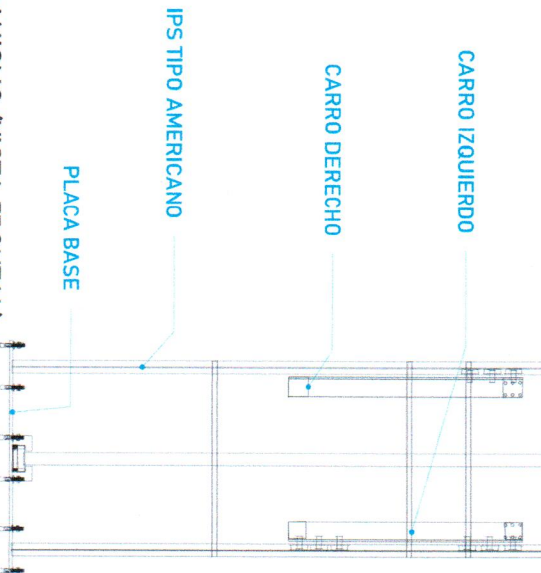 CARRO IZQUIERDO
CARRO DERECHO
IPS TIPO AMERICANO
PLACA BASE